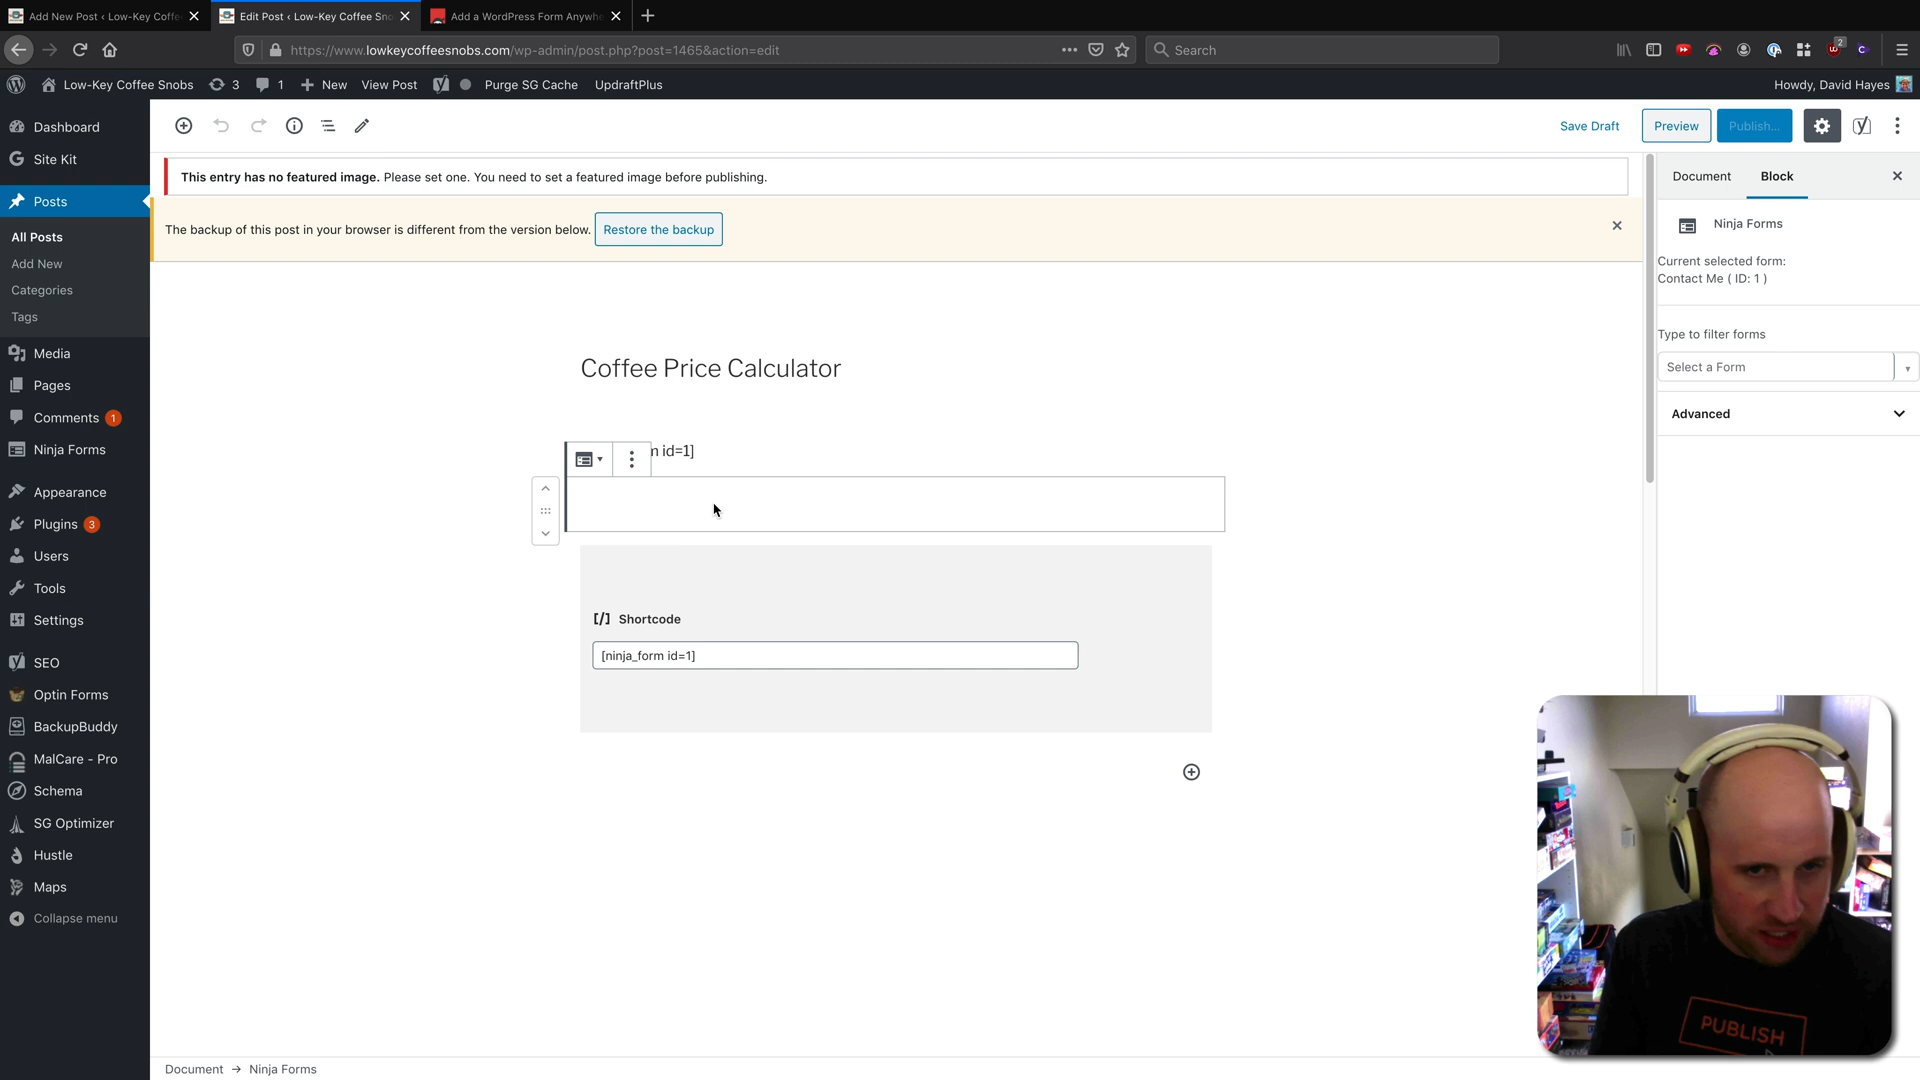 Add New Post ‹ Low-Key Coffe
Edit Post ‹ Low-Key Coffee Sno
Add a WordPress Form Anywhe
https://www.lowkeycoffeesnobs.com/wp-admin/post.php?post=1465&action=edit
Search
2
Low-Key Coffee Snobs
3
1
New
View Post
Purge SG Cache
UpdraftPlus
Howdy, David Hayes
Dashboard
Site Kit
Posts
All Posts
Add New
Categories
Tags
Media
Pages
Comments 1
Ninja Forms
Appearance
Plugins 3
Users
Tools
Settings
SEO
Optin Forms
BackupBuddy
MalCare - Pro
Schema
SG Optimizer
Hustle
Maps
Collapse menu
Save Draft
Preview
Publish...
This entry has no featured image. Please set one. You need to set a featured image before publishing.
The backup of this post in your browser is different from the version below.
Restore the backup
Coffee Price Calculator
m id=1]
[/] Shortcode
[ninja_form id=1]
Document
Block
Ninja Forms
Current selected form:
Contact Me ( ID: 1 )
Type to filter forms
Select a Form
Advanced
PUBLISH
Document → Ninja Forms